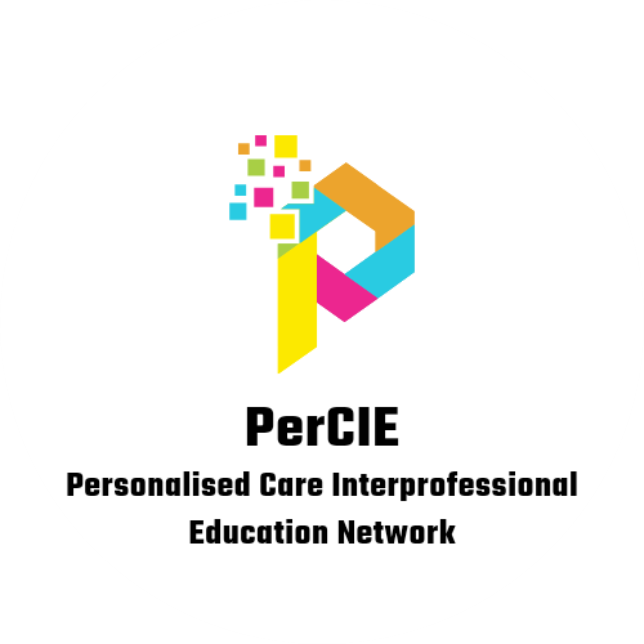 PerCIE
Personalised Care Interprofessional
Education Network